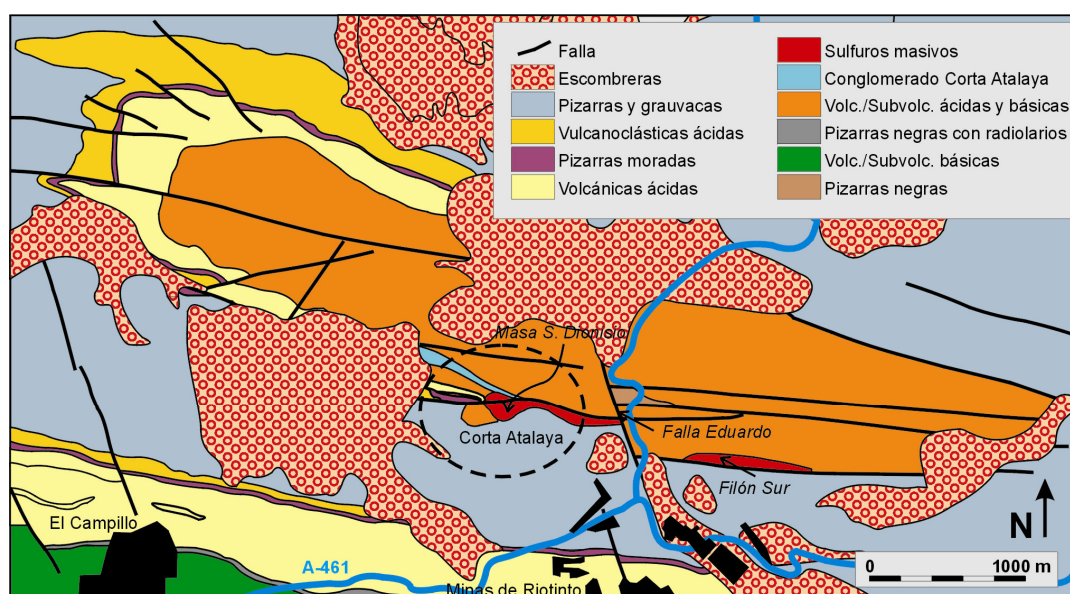 Falla
Escombreras
Pizarras y grauvacas
Vulcanoclásticas ácidas
Pizarras moradas
Volcánicas ácidas
Sulfuros masivos
Conglomerado Corta Atalaya
Volc./Subvolc. ácidas y básicas
Pizarras negras con radiolarios
Volc./Subvolc. básicas
Pizarras negras
Masa S. Dionisio
Corta Atalaya
Falla Eduardo
Filón Sur
El Campillo
A-461
Minas de Riotinto
N
0 1000 m